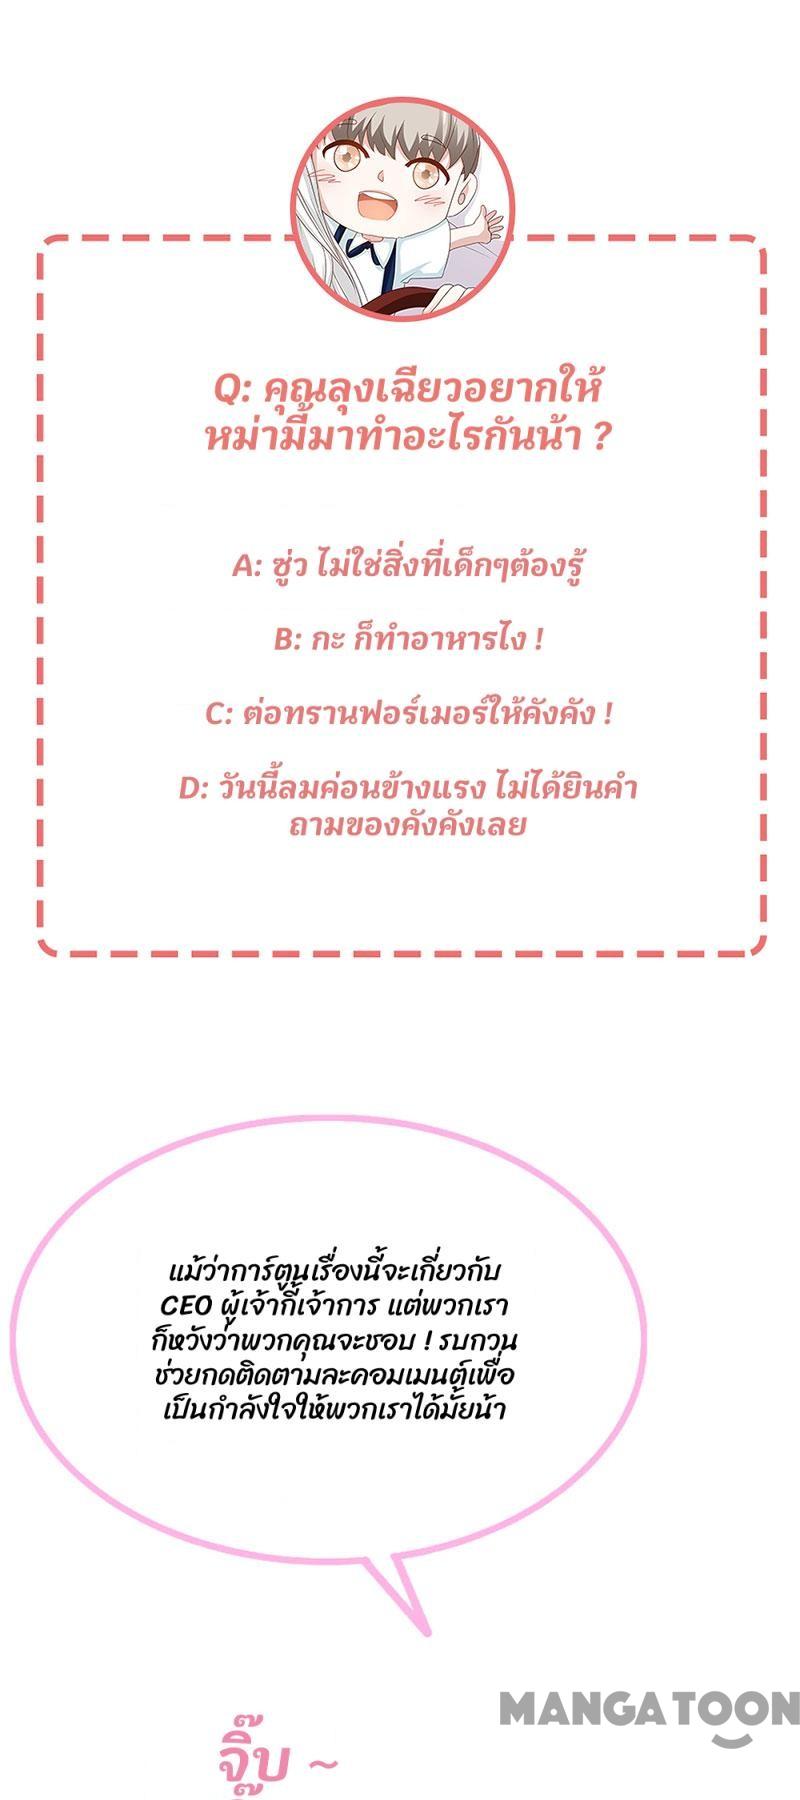 Q: คุณลุงเฉียวอยากให้
หม่ามี้มาทำอะไรกันน้า ?
A: ซู่ว ไม่ใช่สิ่งที่เด็กๆต้องรู้
B: กะ ก็ทำอาหารไง !
C: ต่อทรานฟอร์เมอร์ให้คังคัง !
D: วันนี้ลมค่อนข้างแรง ไม่ได้ยินคำ
ถามของคังคังเลย
แม้ว่าการ์ตูนเรื่องนี้จะเกี่ยวกับ
CEO ผู้เจ้ากี้เจ้าการ แต่พวกเรา
ก็หวังว่าพวกคุณจะชอบ ! รบกวน
ช่วยกดติดตามละคอมเมนต์เพื่อ
เป็นกำลังใจให้พวกเราได้มั้ยน้า
MANGATOON
จิ๊บ ~